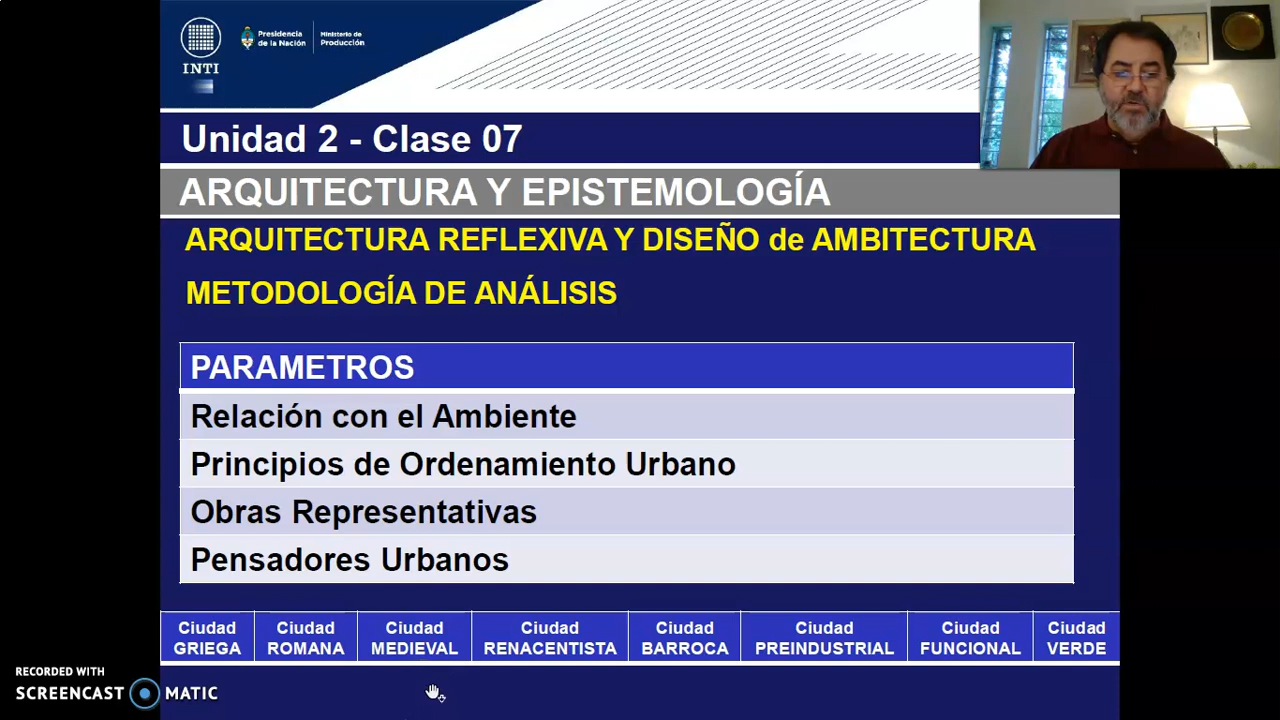 INTI
Presidencia
de la Nación
Ministerio de
Producción
Unidad 2 - Clase 07
ARQUITECTURA Y EPISTEMOLOGÍA
ARQUITECTURA REFLEXIVA Y DISEÑO de AMBITECTURA
METODOLOGÍA DE ANÁLISIS
PARAMETROS
Relación con el Ambiente
Principios de Ordenamiento Urbano
Obras Representativas
Pensadores Urbanos
Ciudad
GRIEGA
Ciudad
ROMANA
Ciudad
MEDIEVAL
Ciudad
RENACENTISTA
Ciudad
BARROCA
Ciudad
PREINDUSTRIAL
Ciudad
FUNCIONAL
Ciudad
VERDE
RECORDED WITH
SCREENCAST MATIC